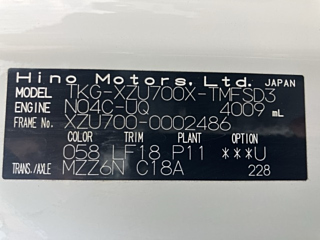 Hino Motors, Ltd. JAPAN
MODEL TKG-XZU700X-TMFSD3
ENGINE N04C-UQ 4009 mL
FRAME No. XZU700-0002486
COLOR TRIM PLANT OPTION
058 LF18 P11 ***U
TRANS./AXLE MZZ6N C18A 228